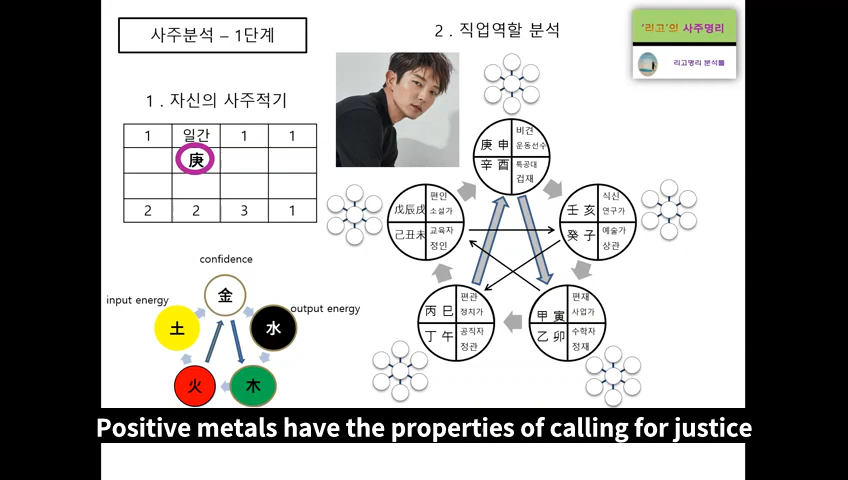 사주분석 – 1단계
2 . 직업역할 분석
'리고'의 사주명리
리고명리 분석틀
1 . 자신의 사주적기
1 일간 1 1
庚
2 2 3 1
庚 申 비견 운동선수
辛 酉 특공대 겁재
戊辰戌 편인 소설가
己丑未 교육자 정인
壬 亥 식신 연구가
癸 子 예술가 상관
丙 巳 편관 정치가
丁 午 공직자 정관
甲 寅 편재 사업가
乙 卯 수학자 정재
confidence
input energy
output energy
金
土
水
火
木
Positive metals have the properties of calling for justice